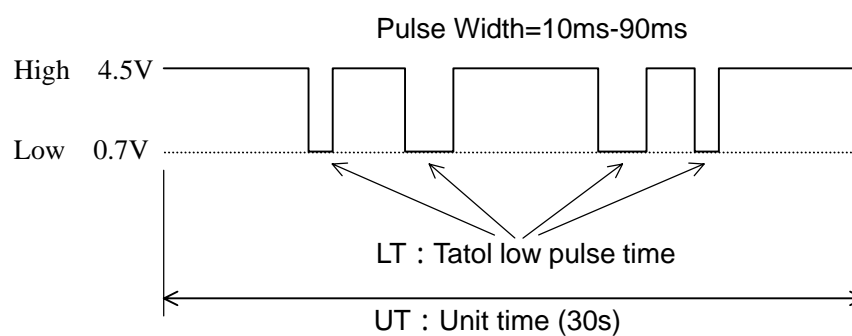 Pulse Width=10ms-90ms
High 4.5V
Low 0.7V
LT : Tatol low pulse time
UT : Unit time (30s)